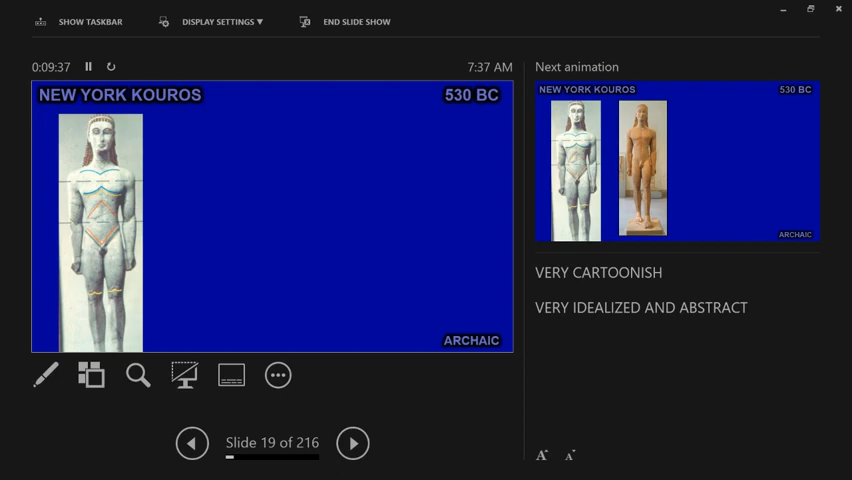 SHOW TASKBAR
DISPLAY SETTINGS ▼
END SLIDE SHOW
0:09:37
7:37 AM
NEW YORK KOUROS
530 BC
ARCHAIC
Slide 19 of 216
Next animation
NEW YORK KOUROS
530 BC
ARCHAIC
VERY CARTOONISH
VERY IDEALIZED AND ABSTRACT
A A